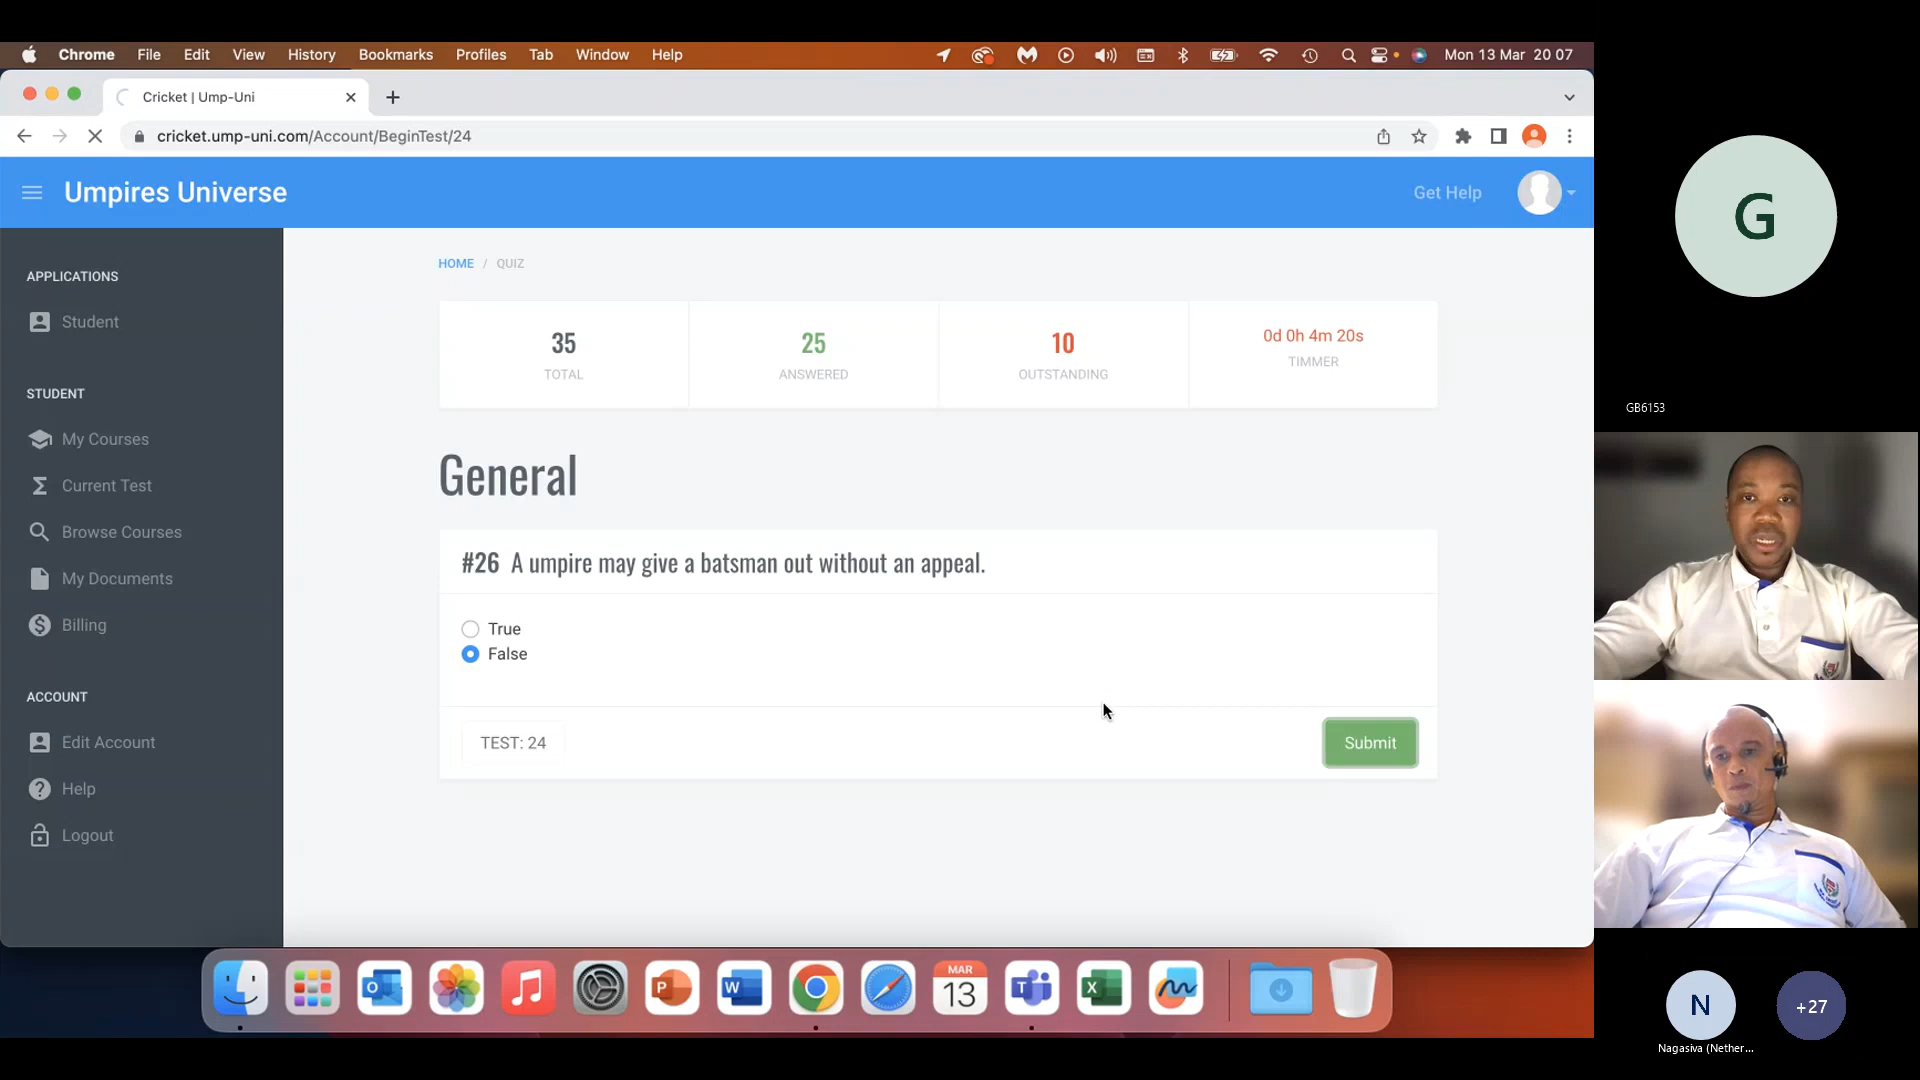 Chrome File Edit View History Bookmarks Profiles Tab Window Help Mon 13 Mar 20 07
Cricket | Ump-Uni
cricket.ump-uni.com/Account/BeginTest/24
Umpires Universe
Get Help
APPLICATIONS
Student
STUDENT
My Courses
Current Test
Browse Courses
My Documents
Billing
ACCOUNT
Edit Account
Help
Logout
HOME / QUIZ
35
TOTAL
25
ANSWERED
10
OUTSTANDING
0d 0h 4m 20s
TIMMER
General
#26 A umpire may give a batsman out without an appeal.
True
False
TEST: 24
Submit
MAR
13
G
GB6153
N
+27
Nagasiva (Nether...